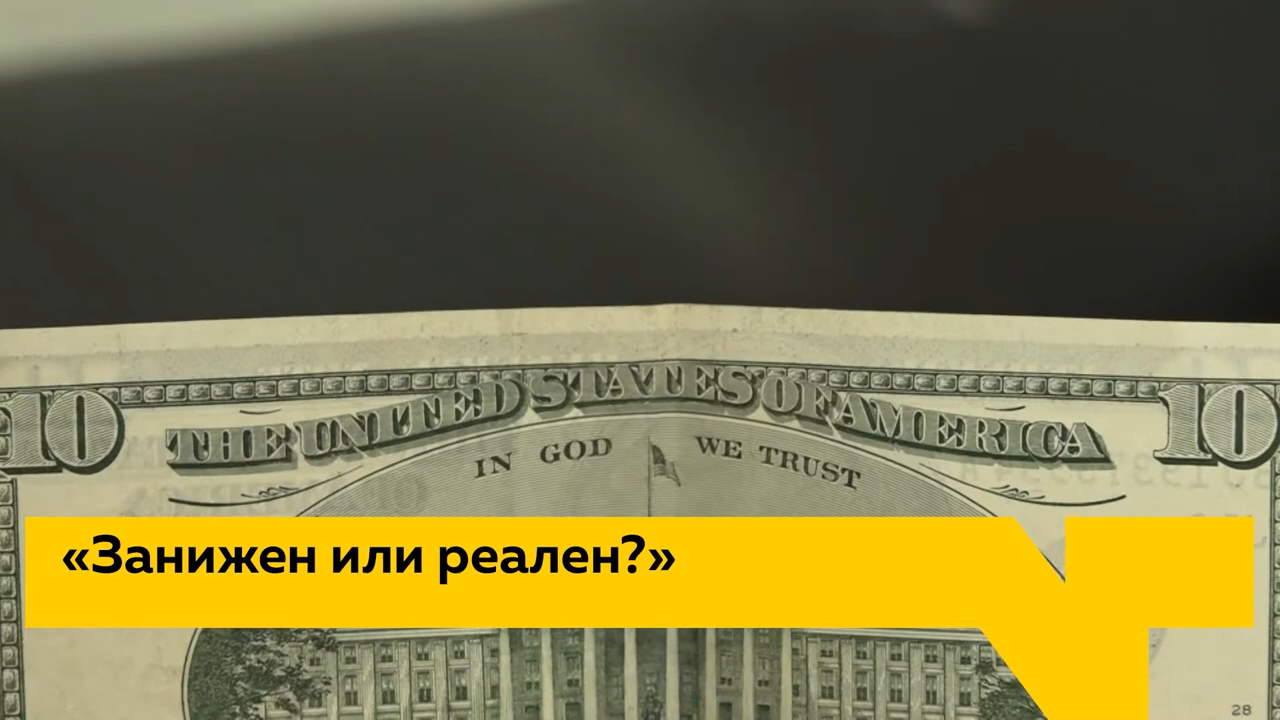 10
THE UNITED STATES OF AMERICA
10
IN GOD WE TRUST
«Занижен или реален?»
28